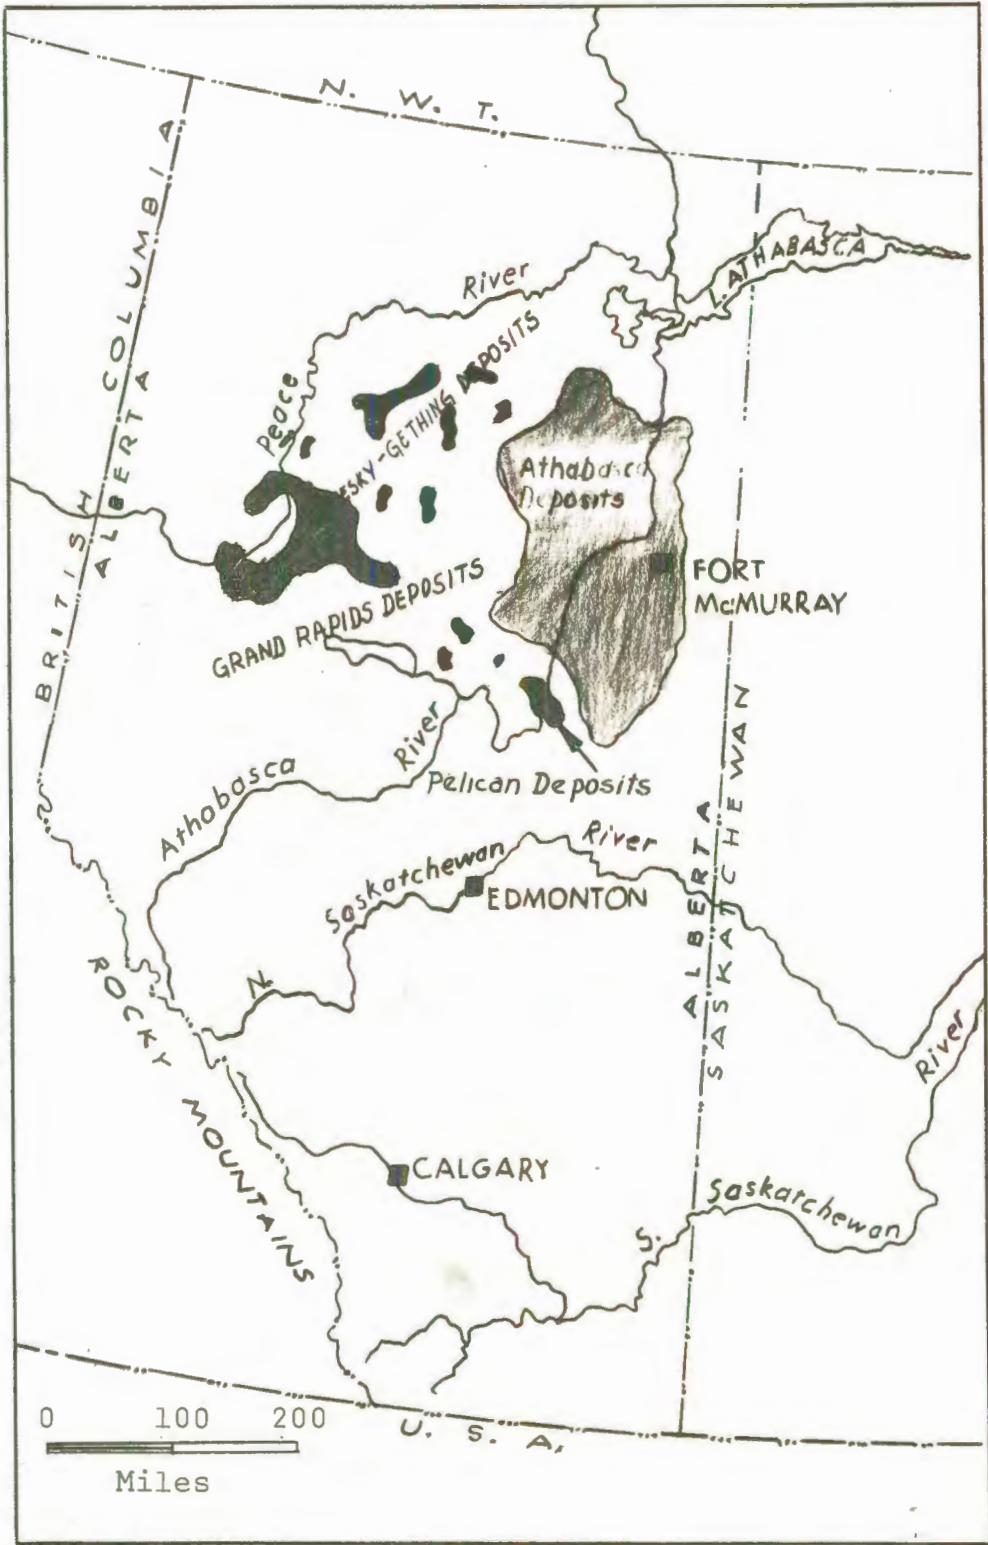 N. W. T.
BRITISH COLUMBIA
ALBERTA
River
Peace
L. ATHABASCA
ESKY-GETHING DEPOSITS
Athabasca
Deposits
FORT
McMURRAY
GRAND RAPIDS DEPOSITS
Athabasca River
Pelican Deposits
N. Saskatchewan River
EDMONTON
ALBERTA
SASKATCHEWAN
ROCKY MOUNTAINS
CALGARY
S. Saskatchewan River
U. S. A.
0 100 200
Miles